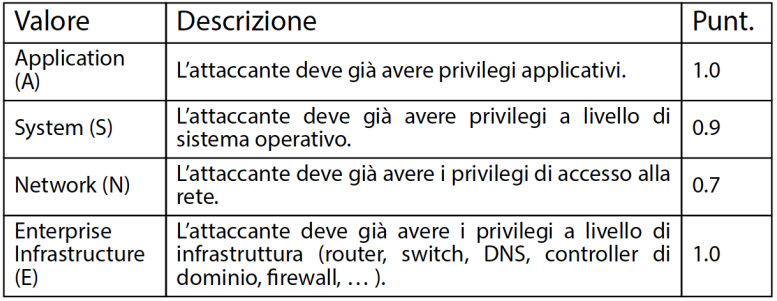 Valore Descrizione Punt.
Application
(A)
L'attaccante deve già avere privilegi applicativi.
1.0
System (S)
L'attaccante deve già avere privilegi a livello di
sistema operativo.
0.9
Network (N)
L'attaccante deve già avere i privilegi di accesso alla
rete.
0.7
Enterprise
Infrastructure
(E)
L'attaccante deve già avere i privilegi a livello di
infrastruttura (router, switch, DNS, controller di
dominio, firewall, … ).
1.0